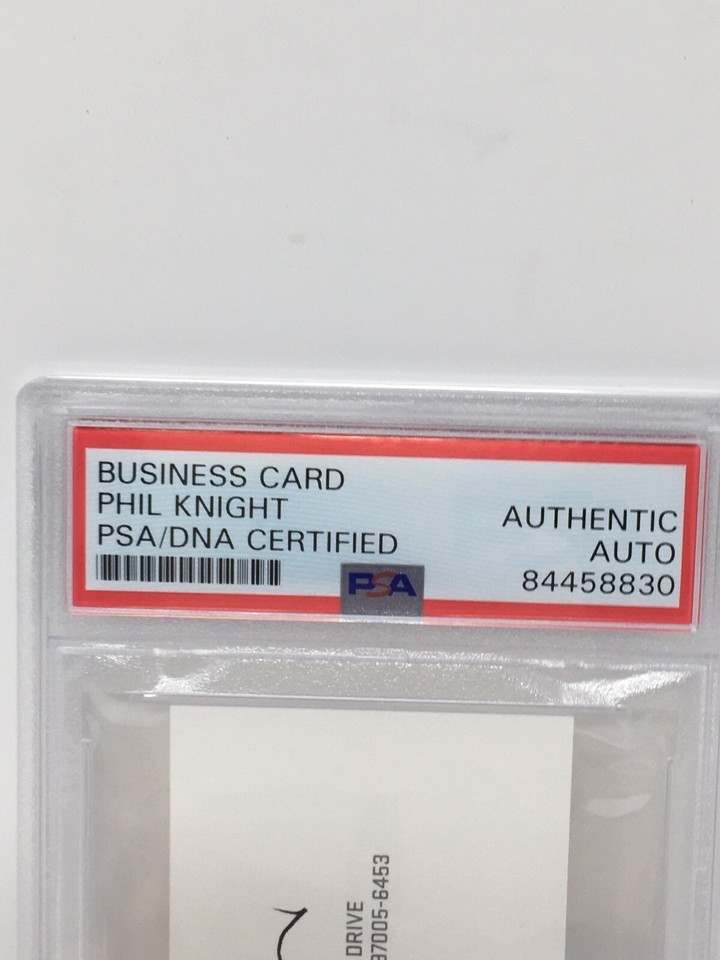 BUSINESS CARD
PHIL KNIGHT
PSA/DNA CERTIFIED
AUTHENTIC
AUTO
84458830
PSA
DRIVE
97005-6453